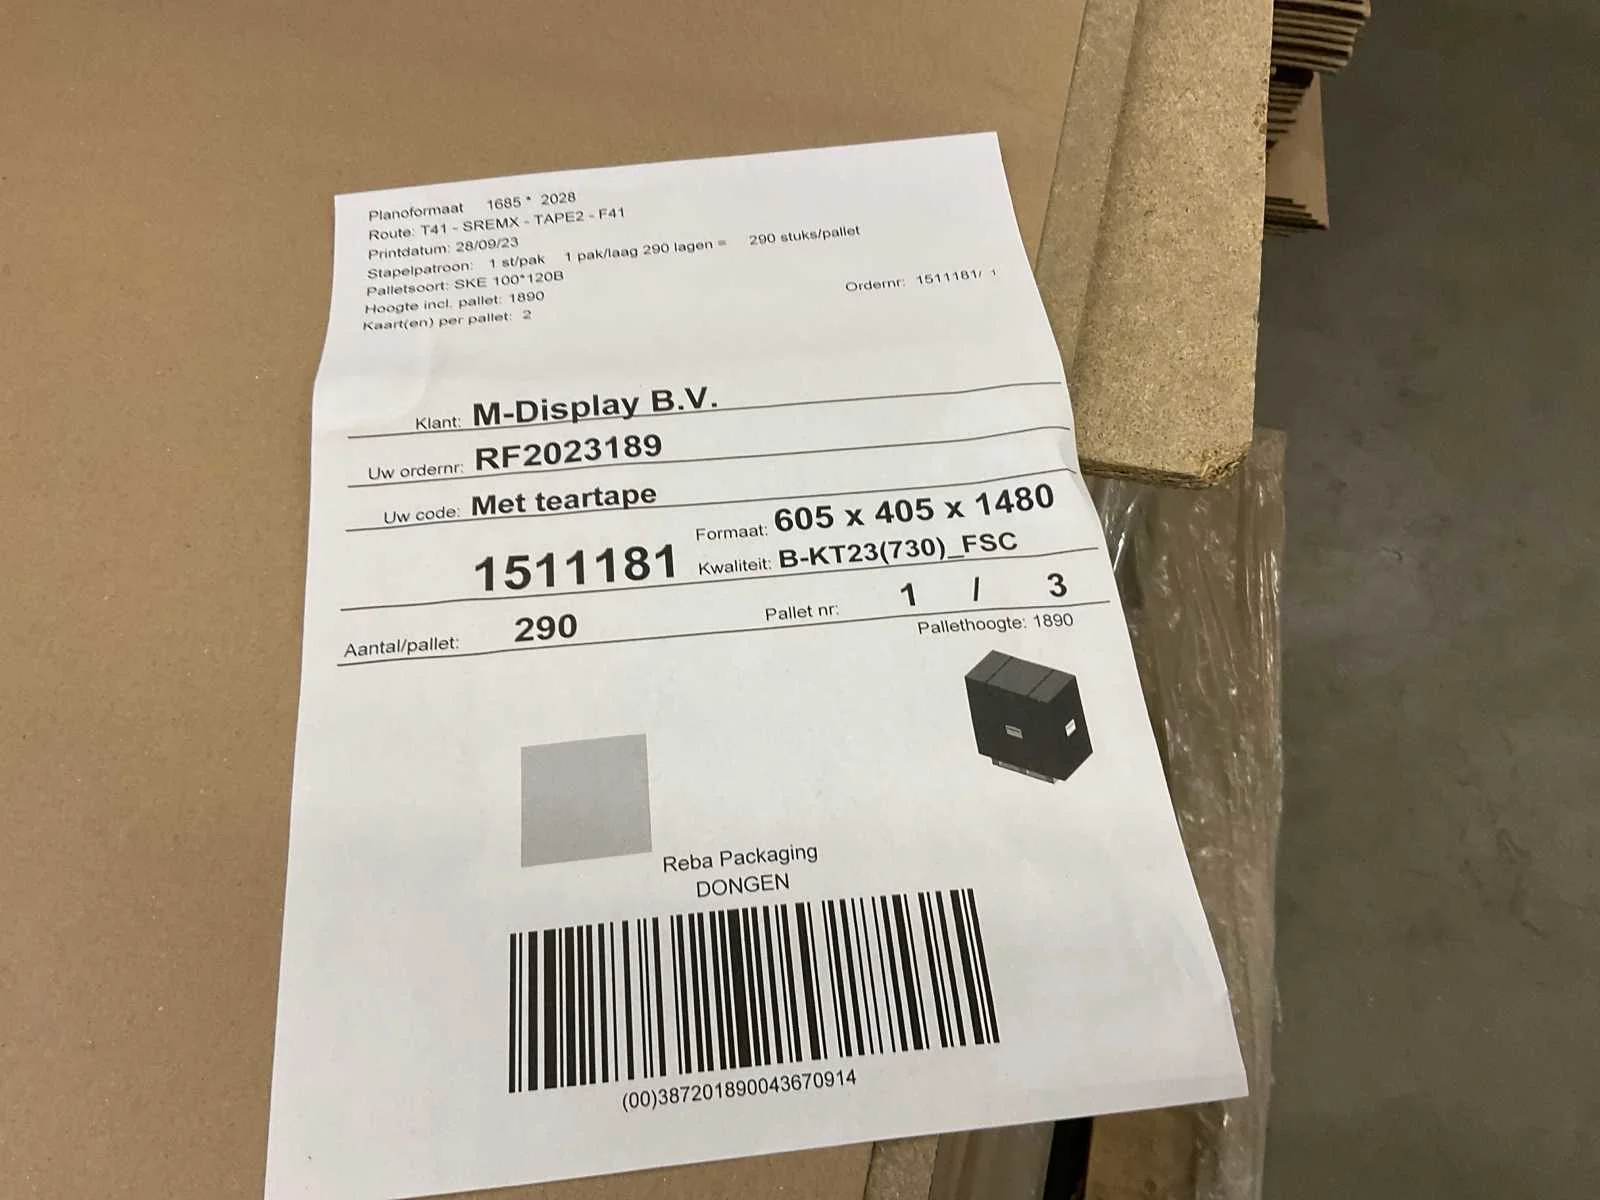 Planoformaat 1685 * 2028
Route: T41 - SREMX - TAPE2 - F41
Printdatum: 28/09/23
Stapelpatroon: 1 st/pak 1 pak/laag 290 lagen = 290 stuks/pallet
Palletsoort: SKE 100*120B
Hoogte incl. pallet: 1890
Ordernr: 1511181/ 1
Kaart(en) per pallet: 2
Klant: M-Display B.V.
Uw ordernr: RF2023189
Uw code: Met teartape
Formaat: 605 x 405 x 1480
1511181 Kwaliteit: B-KT23(730)_FSC
Aantal/pallet: 290 Pallet nr: 1 / 3
Pallethoogte: 1890
Reba Packaging
DONGEN
(00)387201890043670914